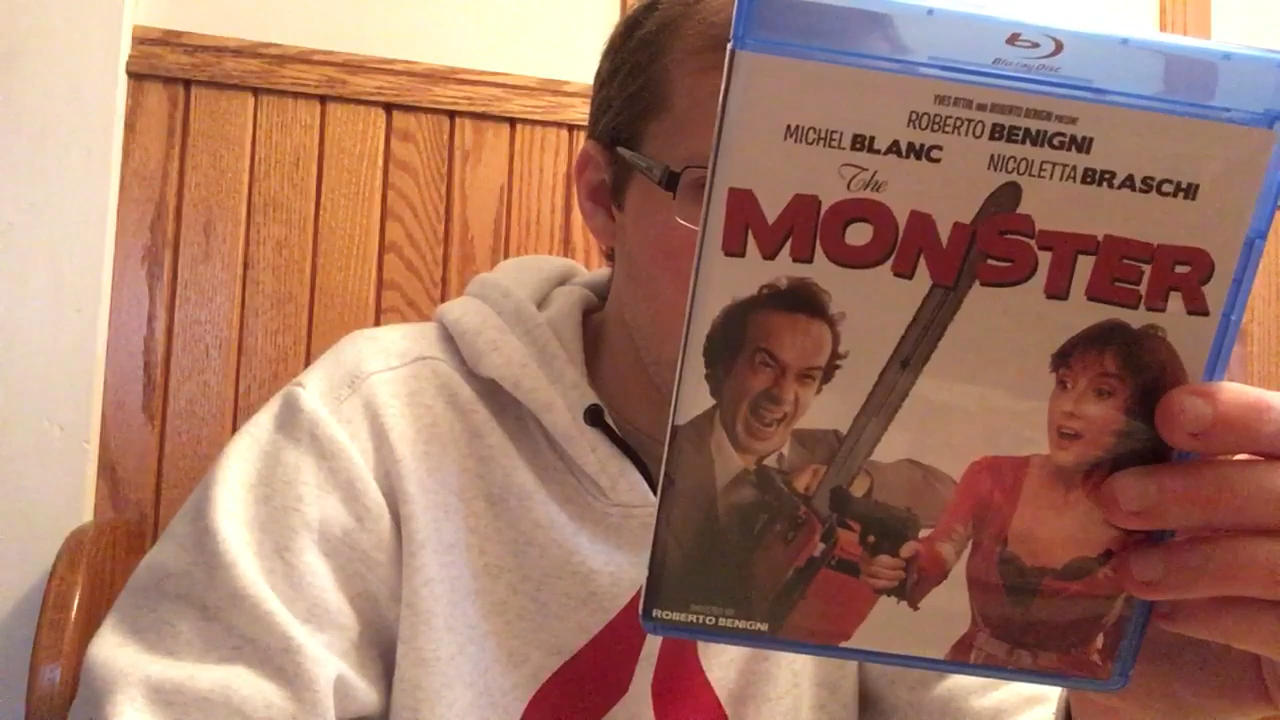 Blu-ray Disc
YVES ATTAL AND ROBERTO BENIGNI PRESENT
ROBERTO BENIGNI
MICHEL BLANC
NICOLETTA BRASCHI
The
MONSTER
DIRECTED BY
ROBERTO BENIGNI